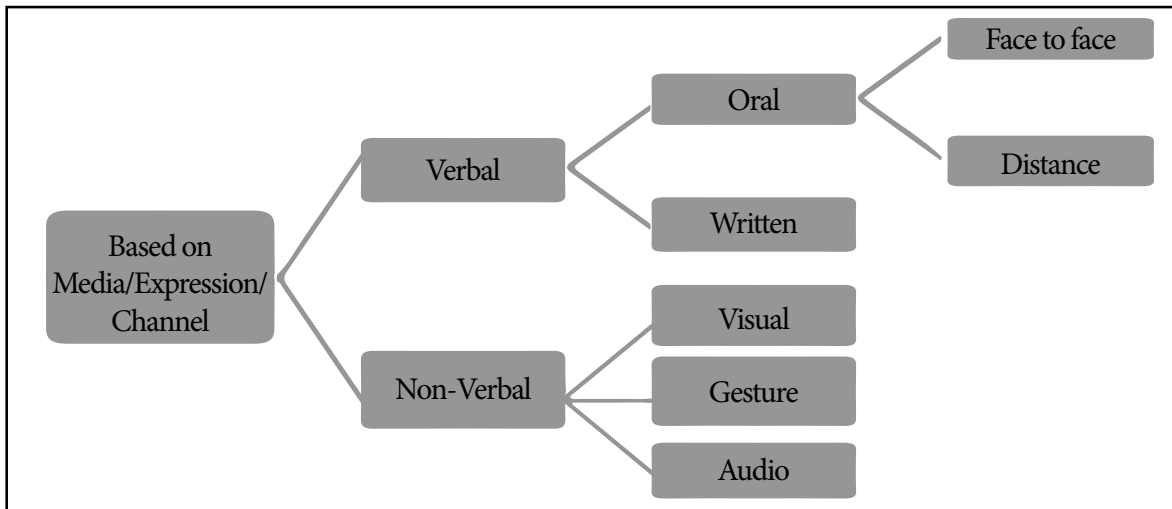 Face to face
Oral
Distance
Verbal
Written
Based on
Media/Expression/
Channel
Visual
Non-Verbal
Gesture
Audio